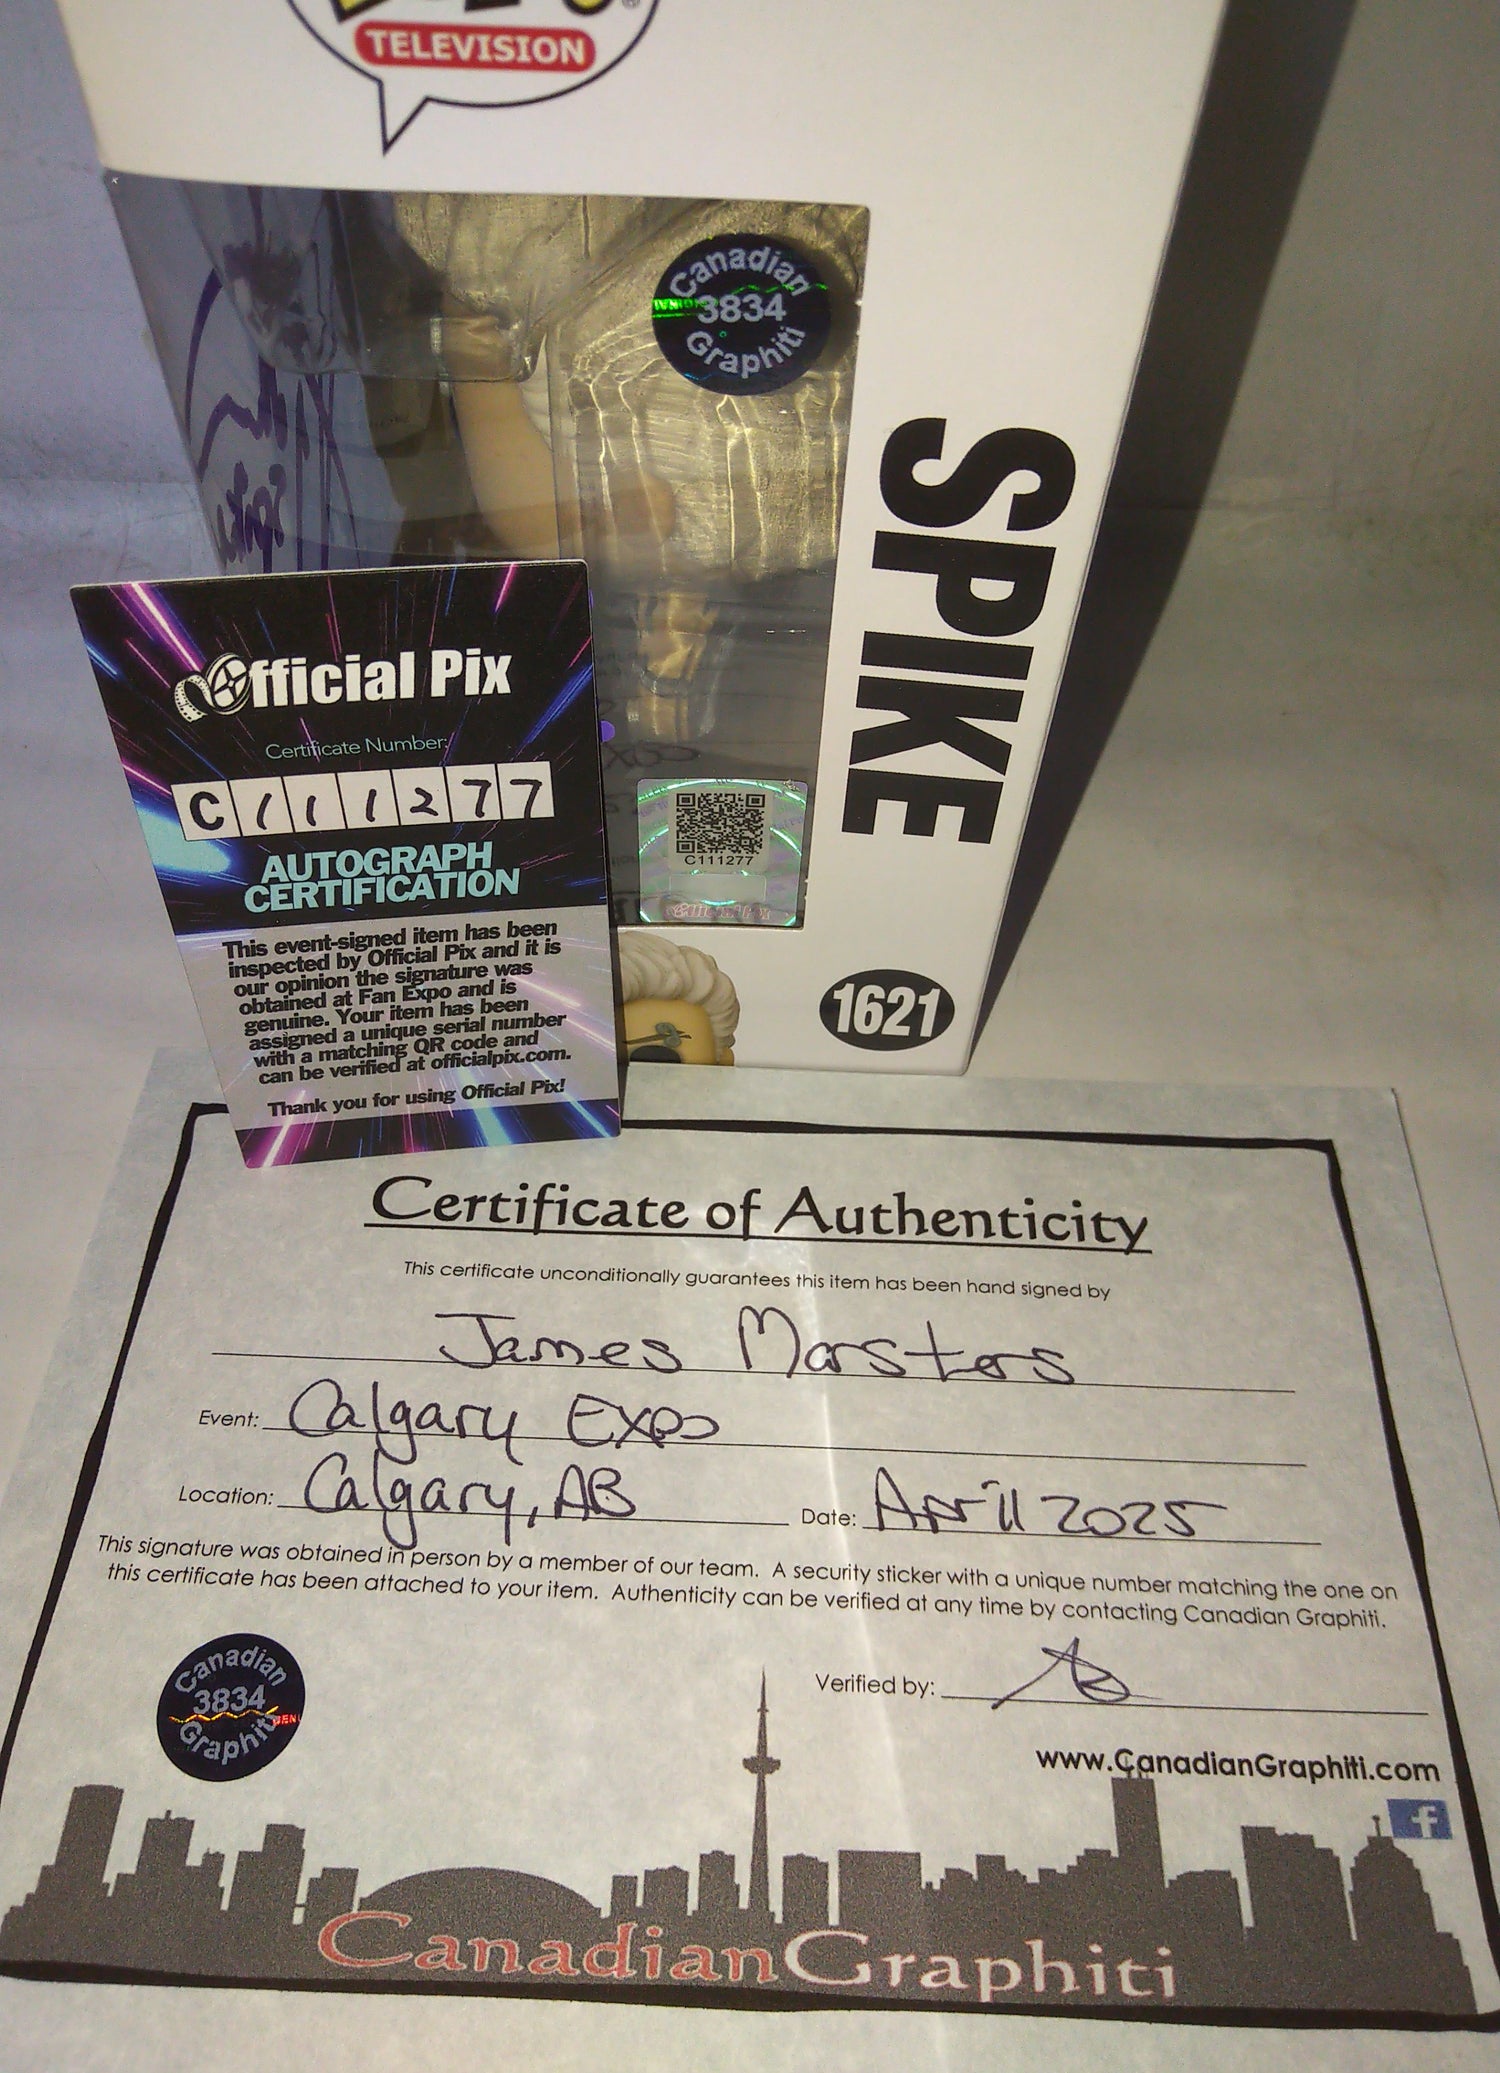 TELEVISION
Canadian
3834
Graphiti
Spike
SPIKE
Official Pix
Certificate Number:
C111277
AUTOGRAPH
CERTIFICATION
This event-signed item has been
inspected by Official Pix and it is
our opinion the signature was
obtained at Fan Expo and is
genuine. Your item has been
assigned a unique serial number
with a matching QR code and
can be verified at officialpix.com.
Thank you for using Official Pix!
C111277
Official Pix
1621
Certificate of Authenticity
This certificate unconditionally guarantees this item has been hand signed by
James Marsters
Event: Calgary Expo
Location: Calgary, AB Date: April 2025
This signature was obtained in person by a member of our team. A security sticker with a unique number matching the one on
this certificate has been attached to your item. Authenticity can be verified at any time by contacting Canadian Graphiti.
Canadian
3834
Graphiti
Verified by:
www.CanadianGraphiti.com
f
CanadianGraphiti